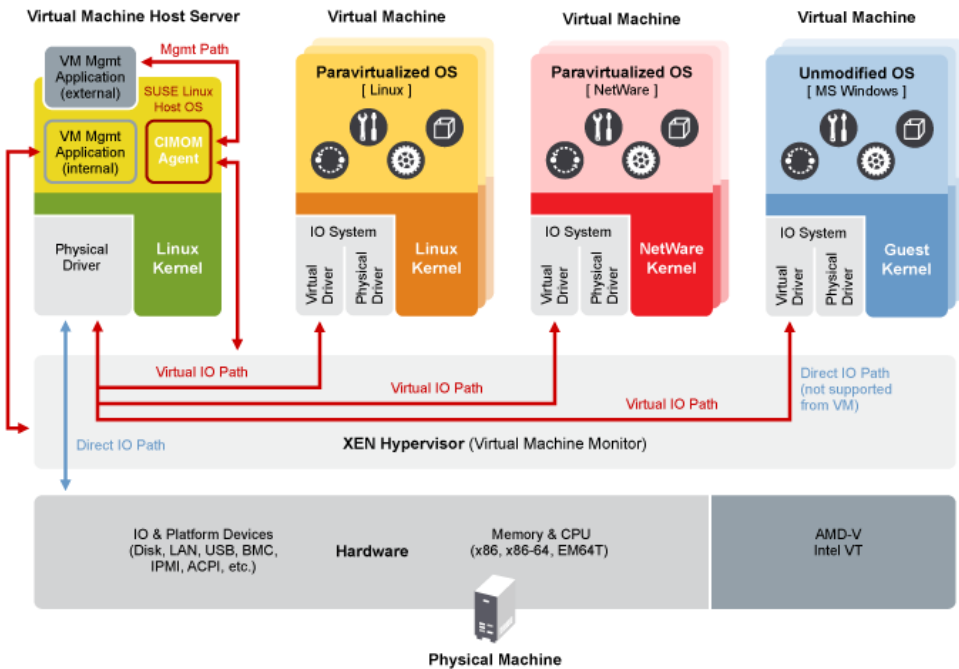 Virtual Machine Host Server
Virtual Machine
Virtual Machine
Virtual Machine
VM Mgmt
Application
(external)
Mgmt Path
SUSE Linux
Host OS
VM Mgmt
Application
(internal)
CIMOM
Agent
Physical
Driver
Linux
Kernel
Paravirtualized OS
[ Linux ]
IO System
Virtual
Driver
Physical
Driver
Linux
Kernel
Paravirtualized OS
[ NetWare ]
IO System
Virtual
Driver
Physical
Driver
NetWare
Kernel
Unmodified OS
[ MS Windows ]
IO System
Virtual
Driver
Physical
Driver
Guest
Kernel
Virtual IO Path
Virtual IO Path
Virtual IO Path
Direct IO Path
(not supported
from VM)
Direct IO Path
XEN Hypervisor (Virtual Machine Monitor)
IO & Platform Devices
(Disk, LAN, USB, BMC,
IPMI, ACPI, etc.)
Hardware
Memory & CPU
(x86, x86-64, EM64T)
AMD-V
Intel VT
Physical Machine